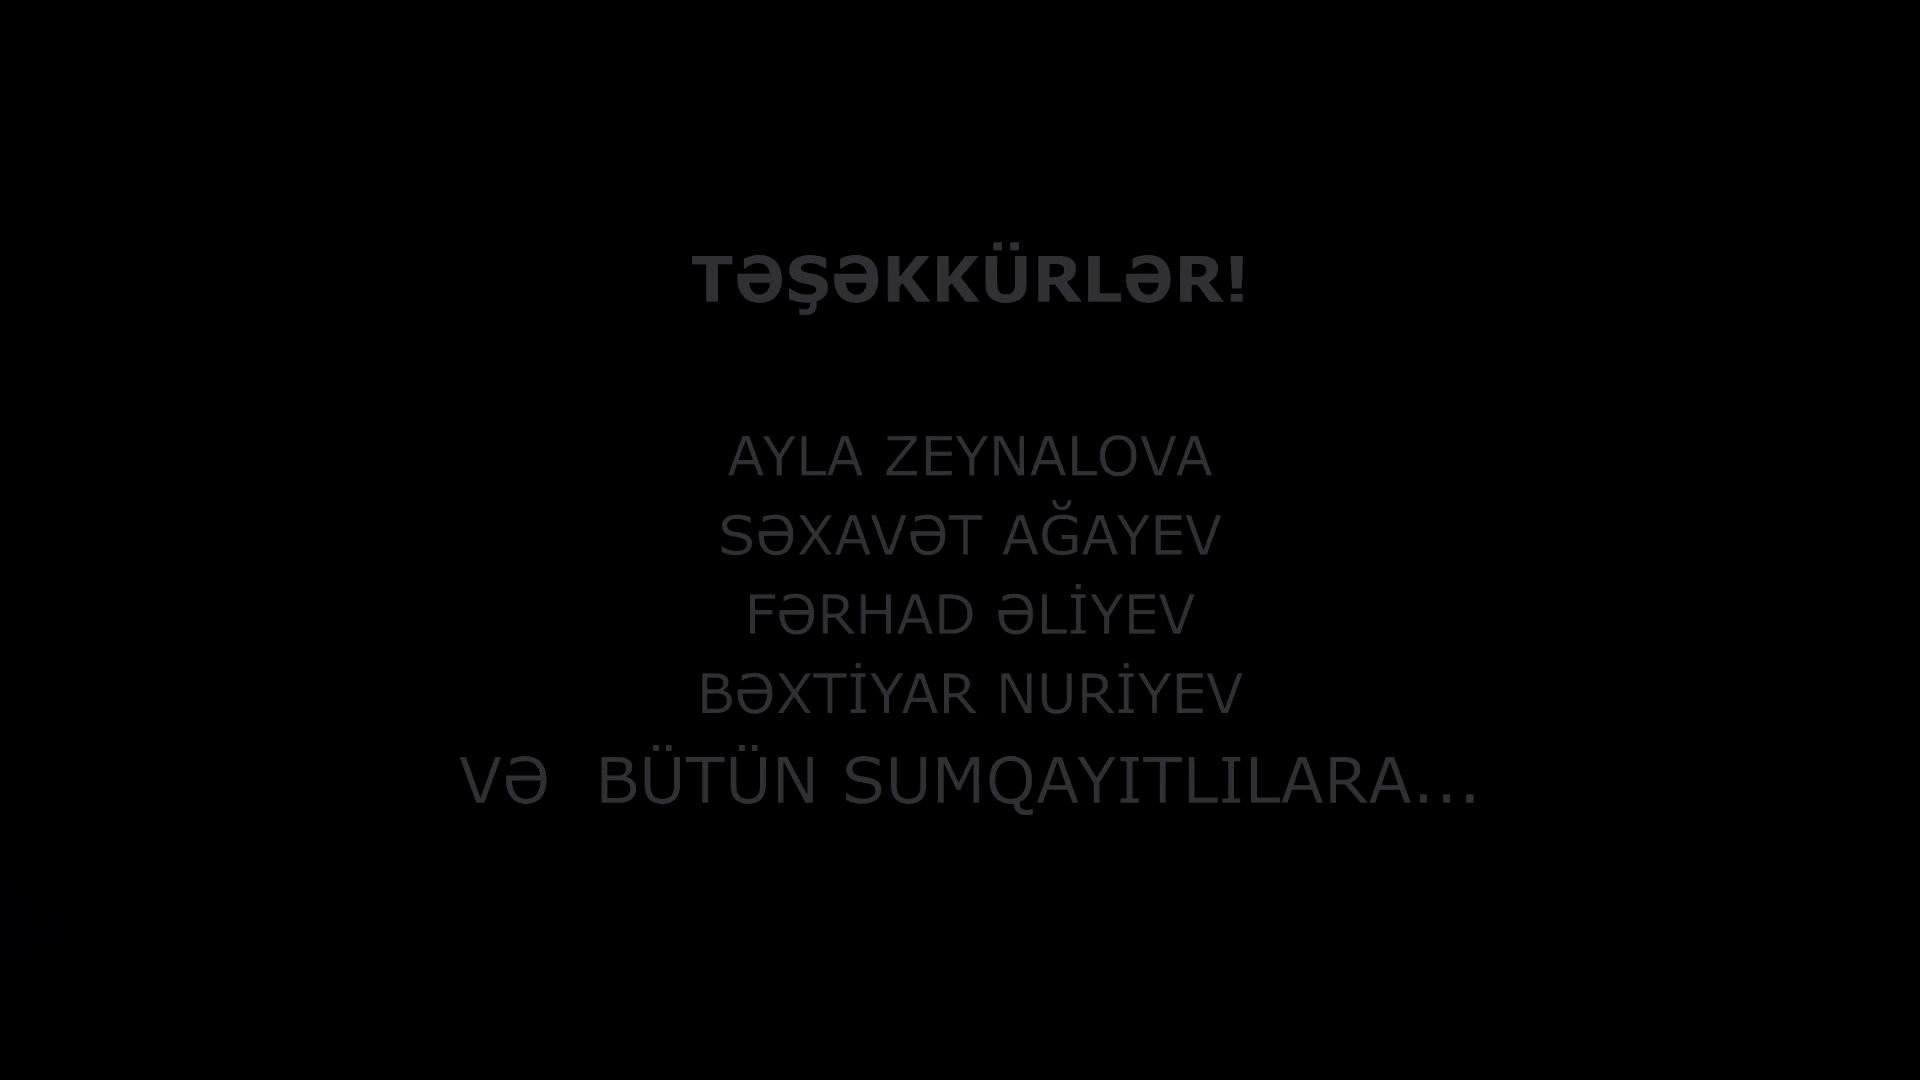 TƏŞƏKKÜRLƏR!
AYLA ZEYNALOVA
SƏXAVƏT AĞAYEV
FƏRHAD ƏLİYEV
BƏXTİYAR NURİYEV
VƏ  BÜTÜN SUMQAYITLILARA...